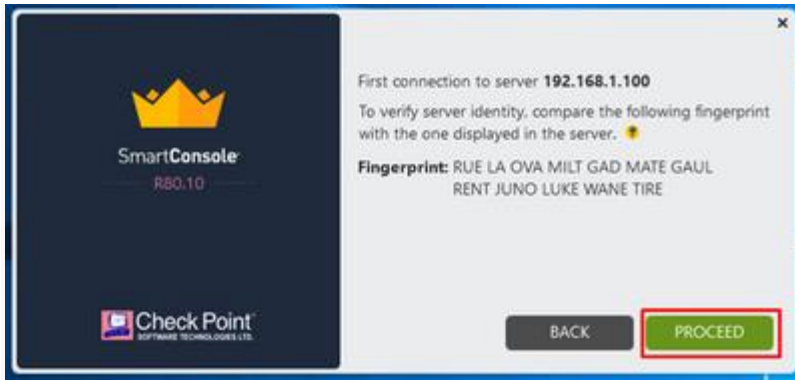 SmartConsole
R80.10
Check Point
SOFTWARE TECHNOLOGIES LTD.
First connection to server 192.168.1.100
To verify server identity, compare the following fingerprint
with the one displayed in the server. ?
Fingerprint: RUE LA OVA MILT GAD MATE GAUL
RENT JUNO LUKE WANE TIRE
BACK
PROCEED